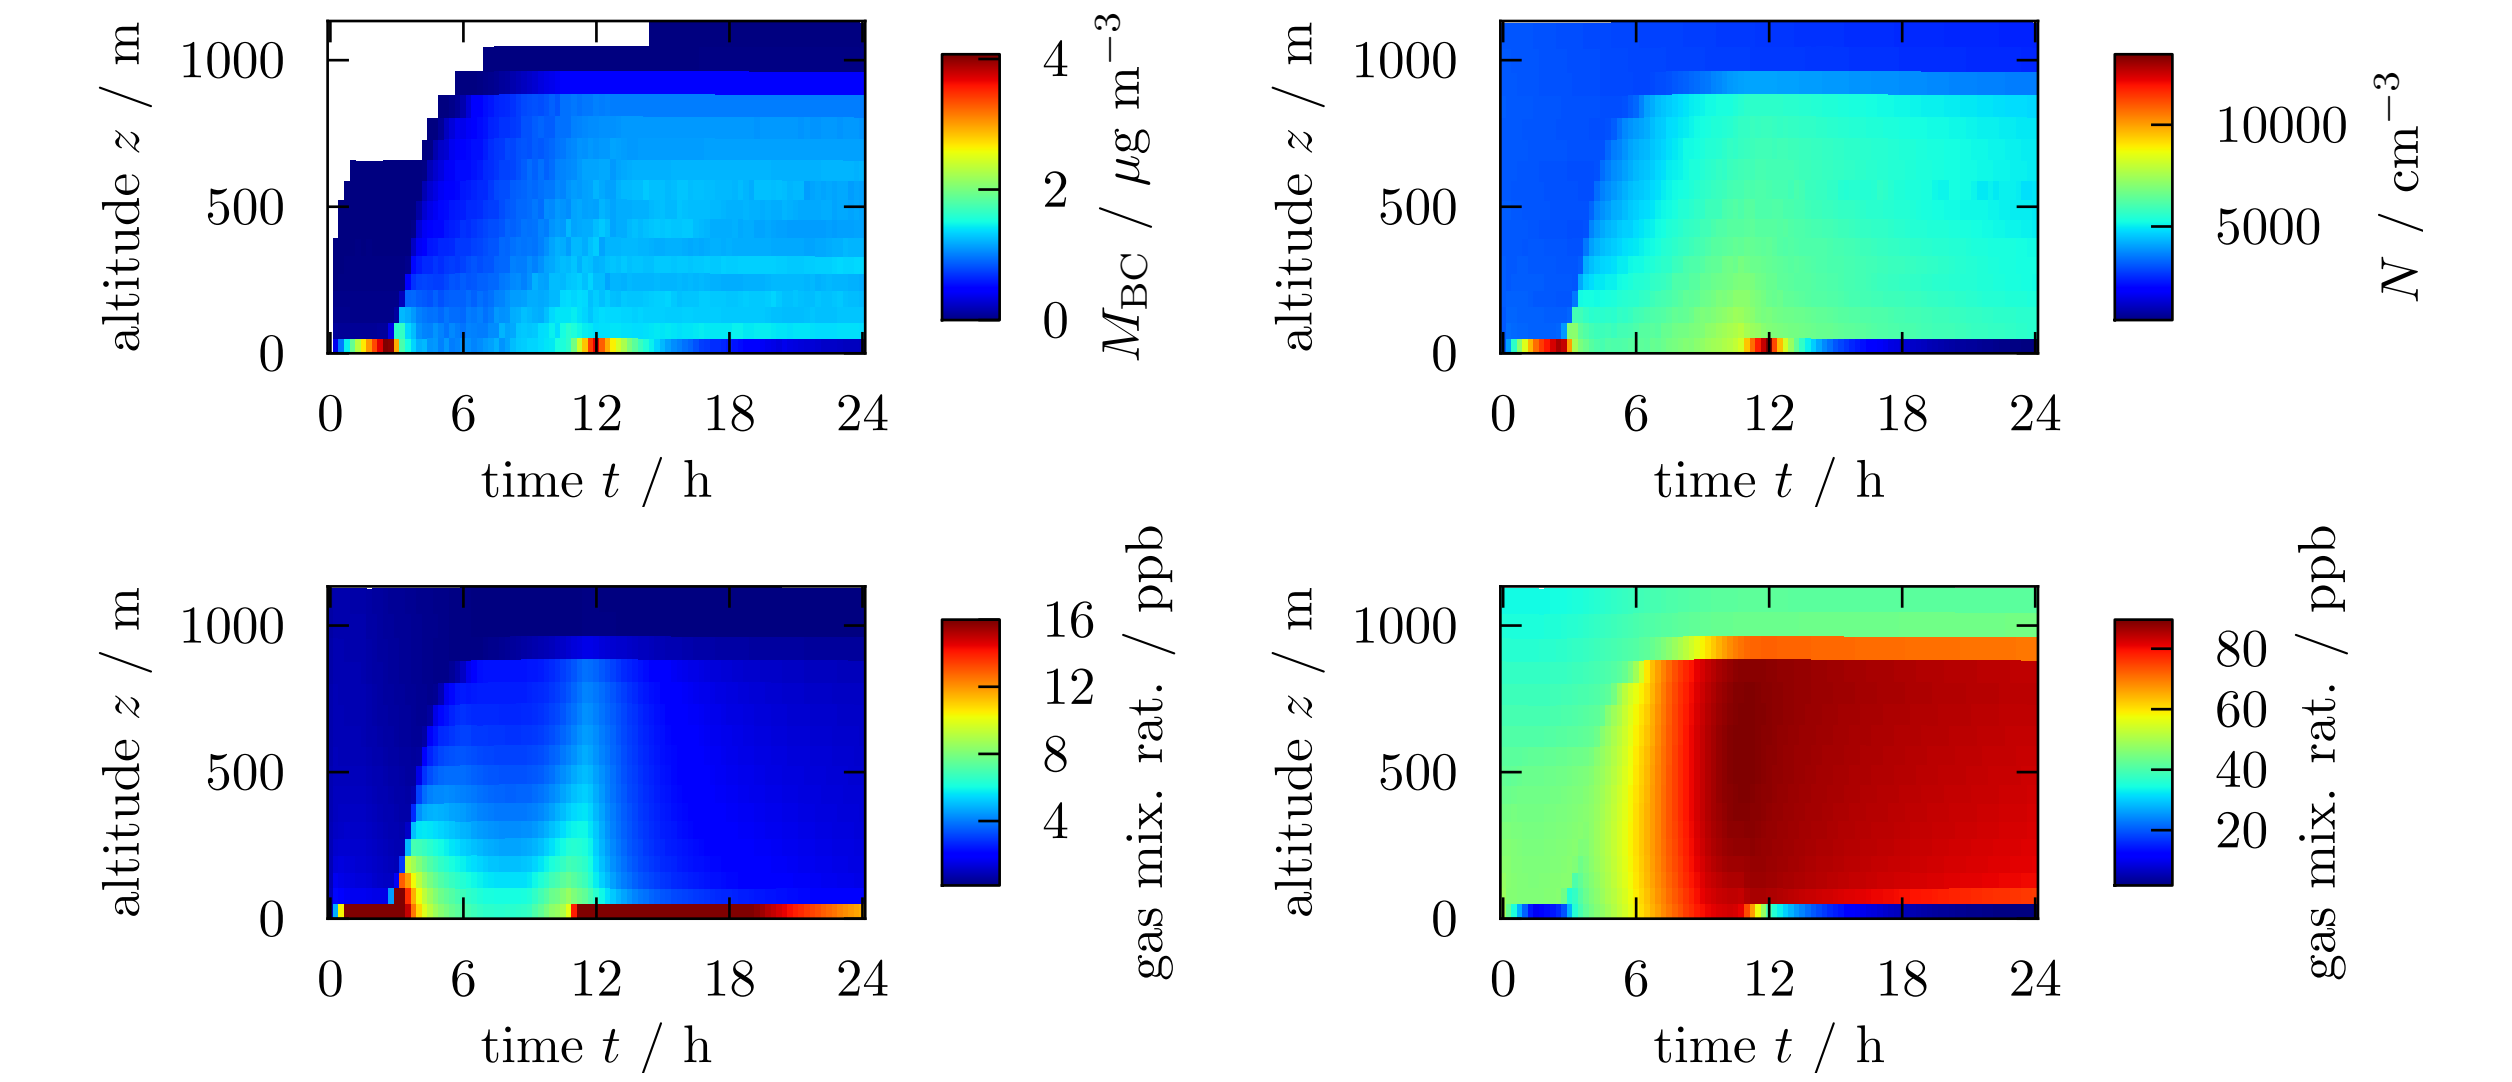 altitude z / m
1000
500
0
0 6 12 18 24
time t / h
4
2
0
M_BC / μg m⁻³
altitude z / m
1000
500
0
0 6 12 18 24
time t / h
10000
5000
N / cm⁻³
altitude z / m
1000
500
0
0 6 12 18 24
time t / h
16
12
8
4
gas mix. rat. / ppb
altitude z / m
1000
500
0
0 6 12 18 24
time t / h
80
60
40
20
gas mix. rat. / ppb